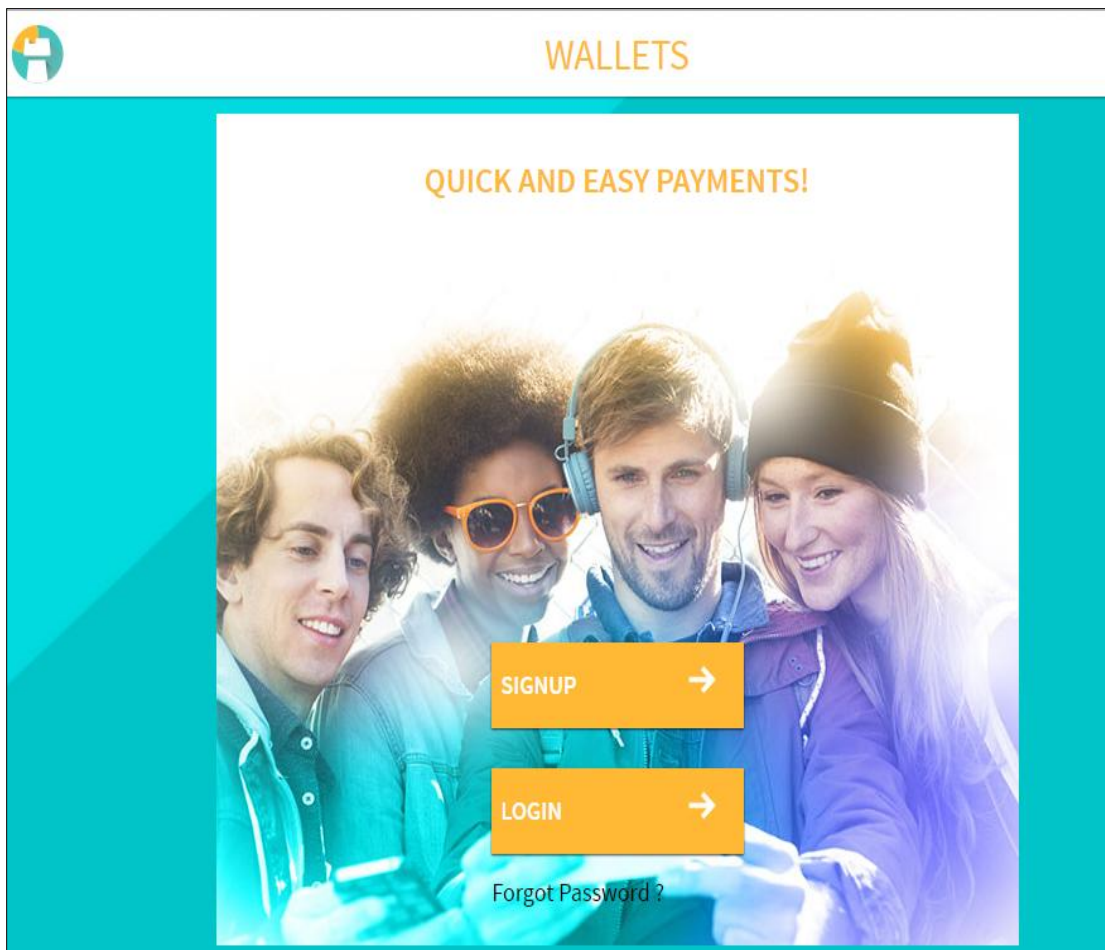 WALLETS
QUICK AND EASY PAYMENTS!
SIGNUP
LOGIN
Forgot Password ?